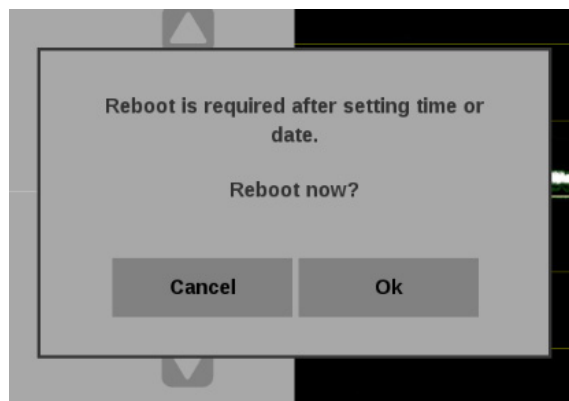 Reboot is required after setting time or
date.
Reboot now?
Cancel
Ok